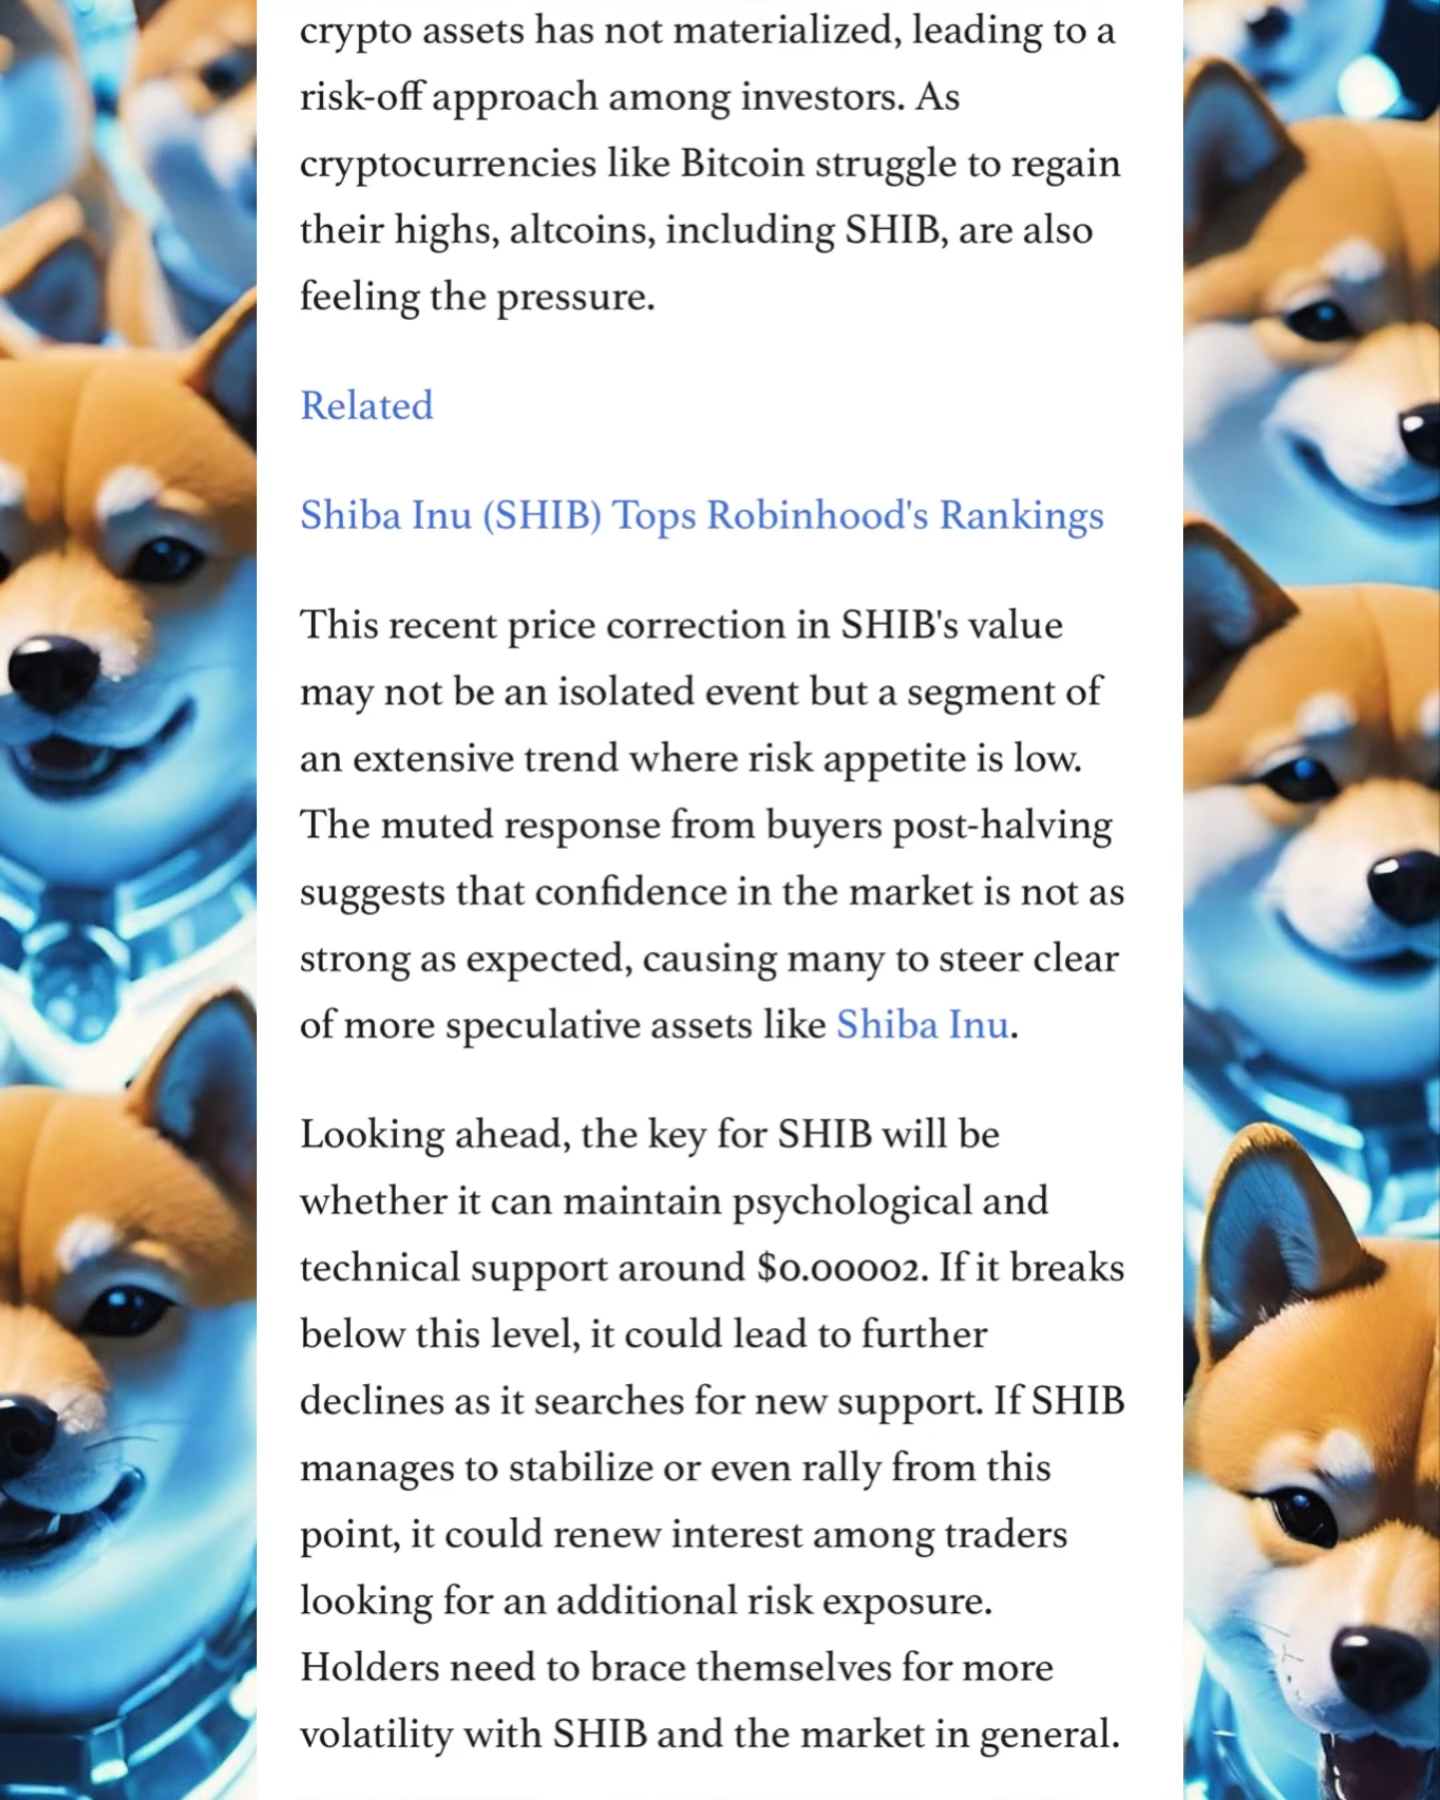 crypto assets has not materialized, leading to a
risk-off approach among investors. As
cryptocurrencies like Bitcoin struggle to regain
their highs, altcoins, including SHIB, are also
feeling the pressure.
Related
Shiba Inu (SHIB) Tops Robinhood's Rankings
This recent price correction in SHIB's value
may not be an isolated event but a segment of
an extensive trend where risk appetite is low.
The muted response from buyers post-halving
suggests that confidence in the market is not as
strong as expected, causing many to steer clear
of more speculative assets like Shiba Inu.
Looking ahead, the key for SHIB will be
whether it can maintain psychological and
technical support around $0.00002. If it breaks
below this level, it could lead to further
declines as it searches for new support. If SHIB
manages to stabilize or even rally from this
point, it could renew interest among traders
looking for an additional risk exposure.
Holders need to brace themselves for more
volatility with SHIB and the market in general.